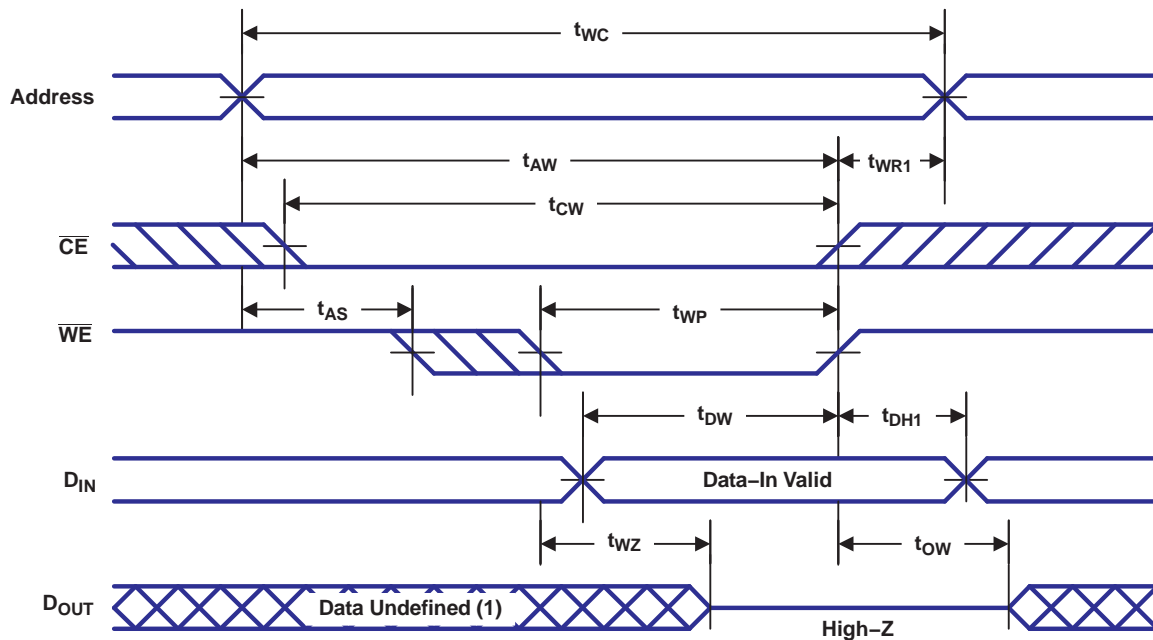 tWC
Address
tAW
tWR1
tCW
CE
tAS
tWP
WE
tDW
tDH1
DIN
Data–In Valid
tWZ
tOW
DOUT
Data Undefined (1)
High–Z